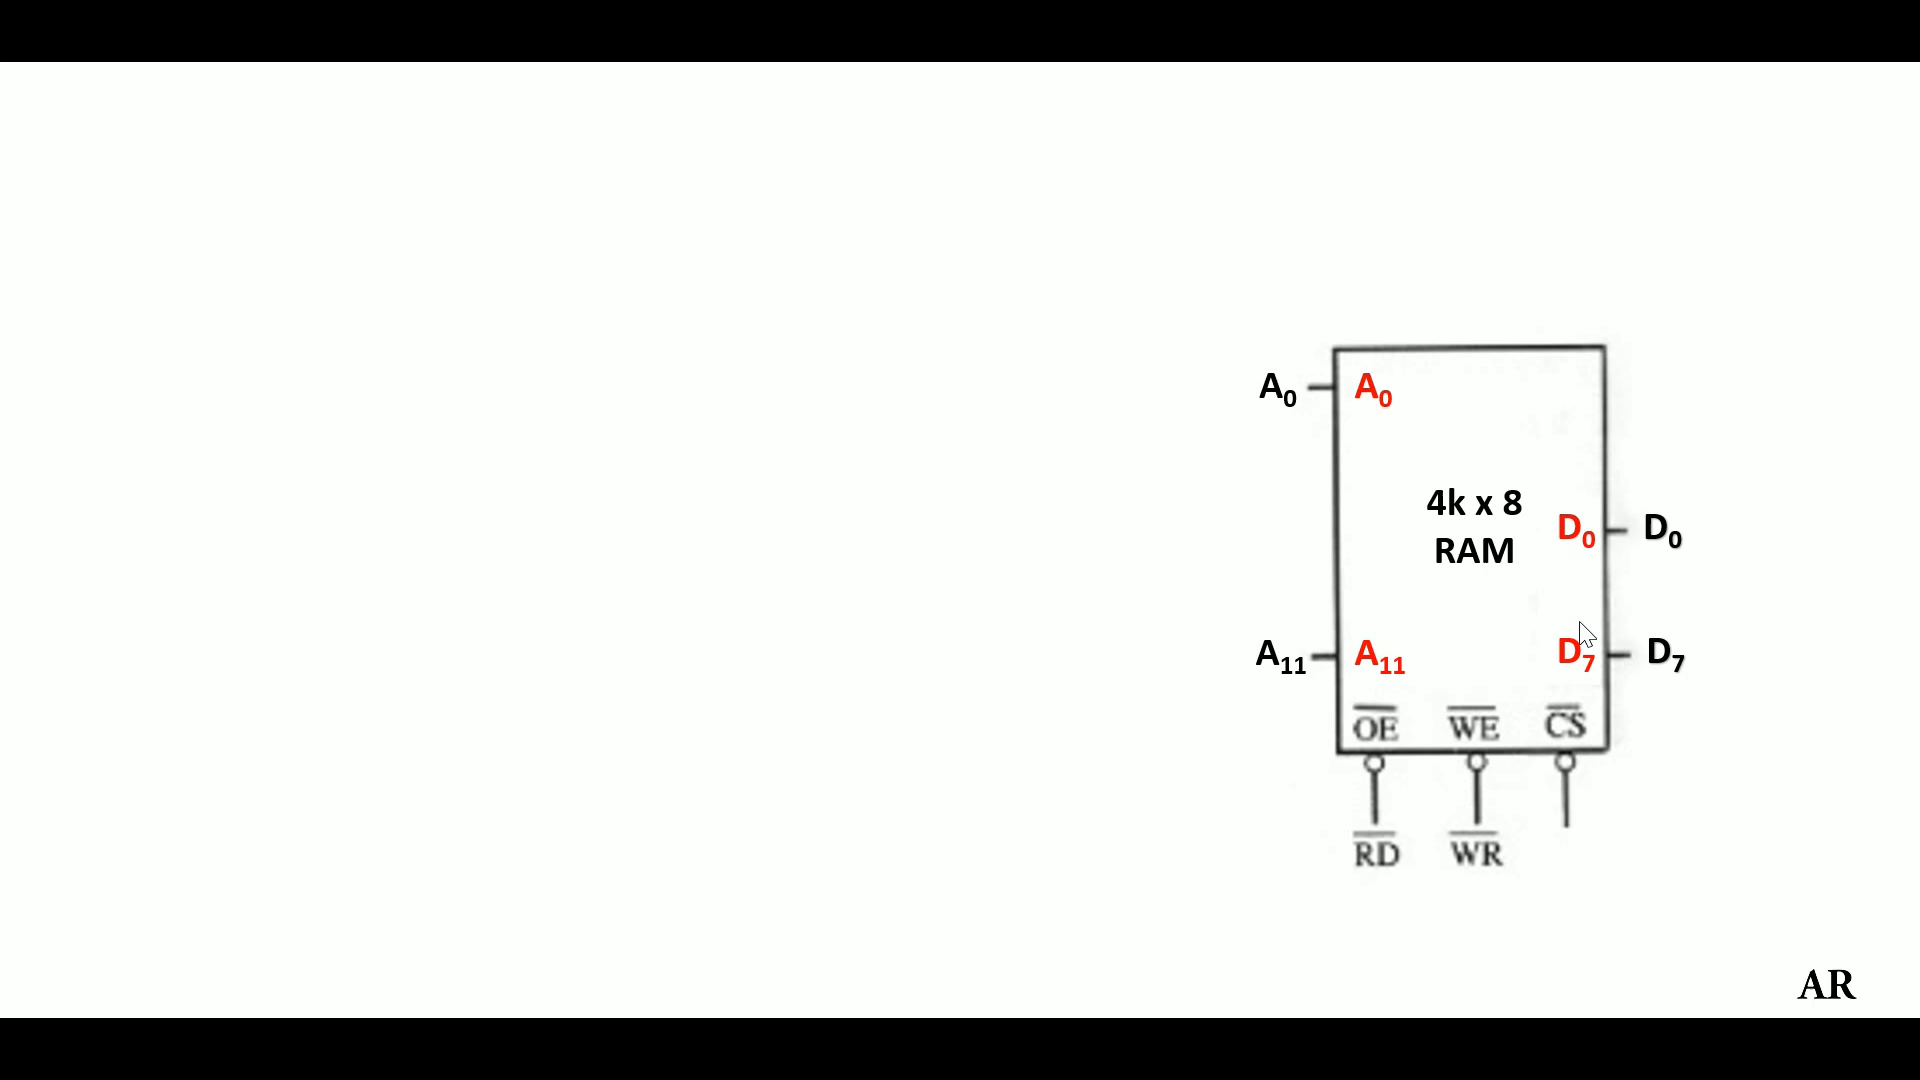 A0 A0
4k x 8
RAM
D0 D0
A11 A11
D7 D7
OE WE CS
RD WR
AR